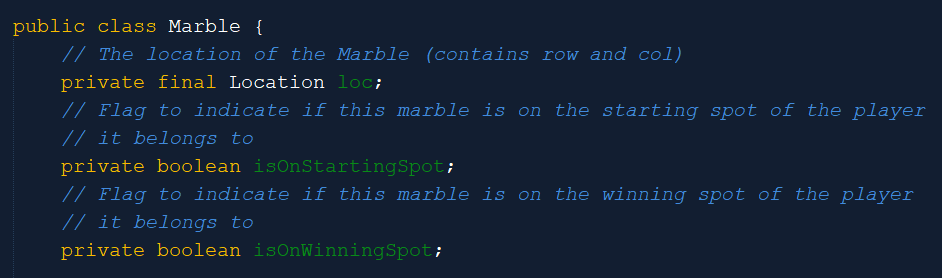 public class Marble {
// The location of the Marble (contains row and col)
private final Location loc;
// Flag to indicate if this marble is on the starting spot of the player
// it belongs to
private boolean isOnStartingSpot;
// Flag to indicate if this marble is on the winning spot of the player
// it belongs to
private boolean isOnWinningSpot;